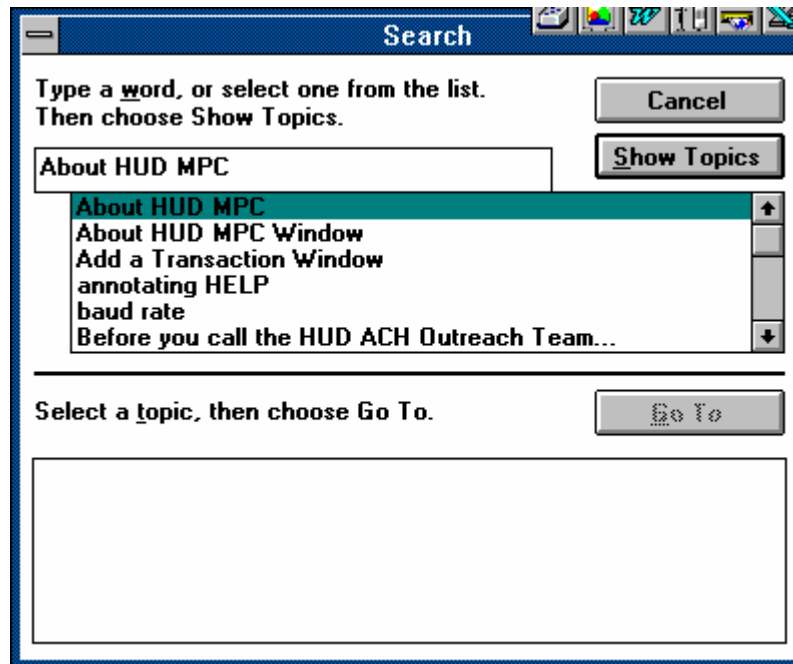 Search
Type a word, or select one from the list.
Then choose Show Topics.
Cancel
Show Topics
About HUD MPC
About HUD MPC
About HUD MPC Window
Add a Transaction Window
annotating HELP
baud rate
Before you call the HUD ACH Outreach Team...
Select a topic, then choose Go To.
Go To